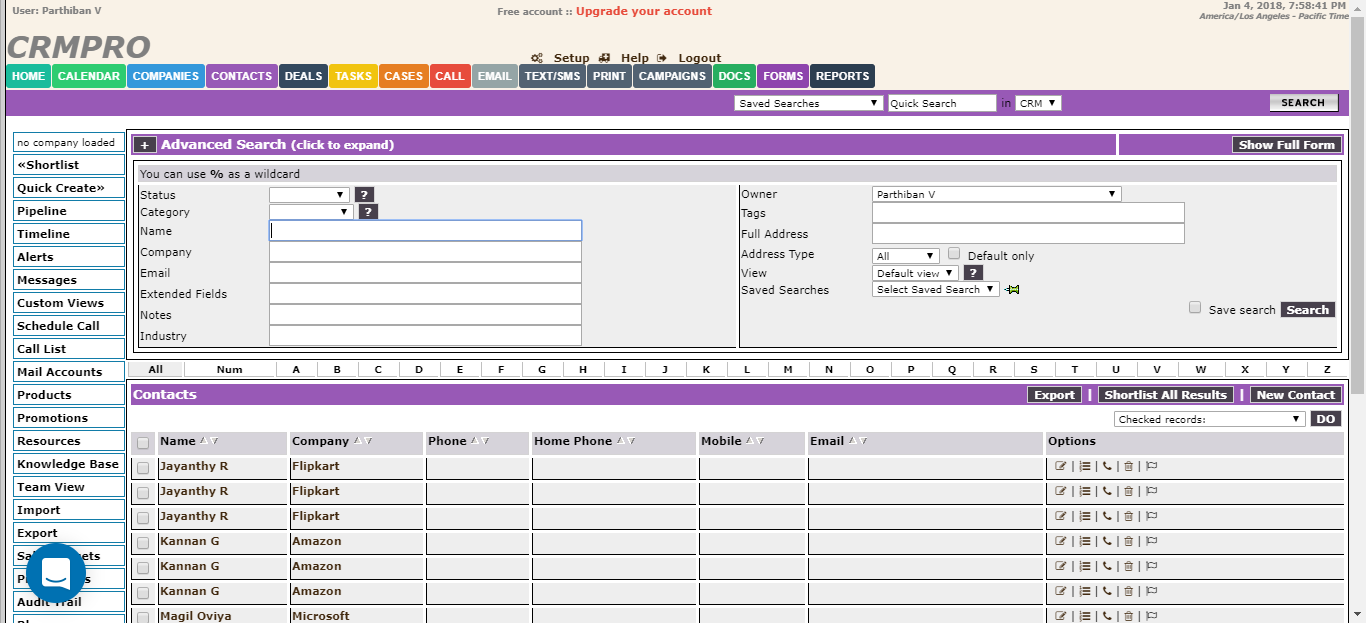 User: Parthiban V
Free account :: Upgrade your account
Jan 4, 2018, 7:58:41 PM
America/Los Angeles - Pacific Time
CRMPRO
Setup Help Logout
HOME CALENDAR COMPANIES CONTACTS DEALS TASKS CASES CALL EMAIL TEXT/SMS PRINT CAMPAIGNS DOCS FORMS REPORTS
Saved Searches Quick Search in CRM SEARCH
no company loaded
«Shortlist
Quick Create»
Pipeline
Timeline
Alerts
Messages
Custom Views
Schedule Call
Call List
Mail Accounts
Products
Promotions
Resources
Knowledge Base
Team View
Import
Export
Audit
+ Advanced Search (click to expand) Show Full Form
You can use % as a wildcard
Status ?
Category ?
Name
Company
Email
Extended Fields
Notes
Industry
Owner Parthiban V
Tags
Full Address
Address Type All Default only
View Default view ?
Saved Searches Select Saved Search
Save search Search
All Num A B C D E F G H I J K L M N O P Q R S T U V W X Y Z
Contacts Export | Shortlist All Results | New Contact
Checked records: DO
Name Company Phone Home Phone Mobile Email Options
Jayanthy R Flipkart | | | |
Jayanthy R Flipkart | | | |
Jayanthy R Flipkart | | | |
Kannan G Amazon | | | |
Kannan G Amazon | | | |
Kannan G Amazon | | | |
Magil Oviya Microsoft | | | |